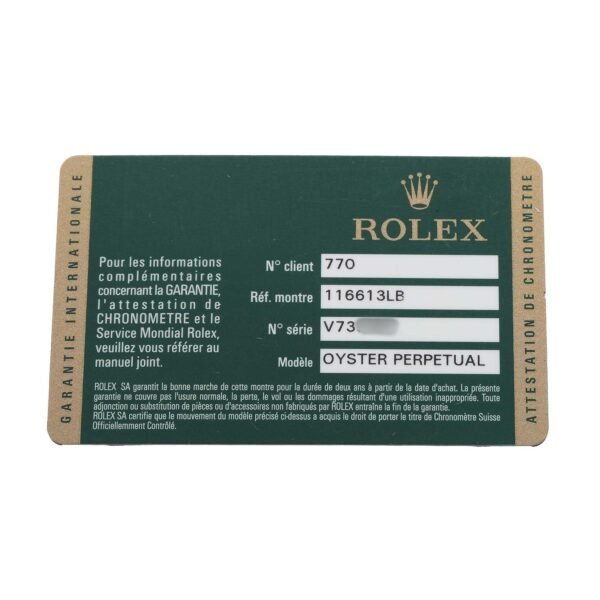 GARANTIE INTERNATIONALE
ROLEX
Pour les informations
complémentaires
concernant la GARANTIE,
l'attestation de
CHRONOMETRE et le
Service Mondial Rolex,
veuillez vous référer au
manuel joint.
N° client 770
Réf. montre 116613LB
N° série V73
Modèle OYSTER PERPETUAL
ROLEX SA garantit la bonne marche de cette montre pour la durée de deux ans à partir de la date d'achat. La présente
garantie ne couvre pas l'usure normale, la perte, le vol ou les dommages résultant d'une utilisation inappropriée. Toute
adjonction ou substitution de pièces ou d'accessoires non fabriqués par ROLEX entraîne la fin de la garantie.
ROLEX SA certifie que le mouvement du modèle précisé ci-dessus a acquis le droit de porter le titre de Chronomètre Suisse
Officiellement Contrôlé.
ATTESTATION DE CHRONOMETRE